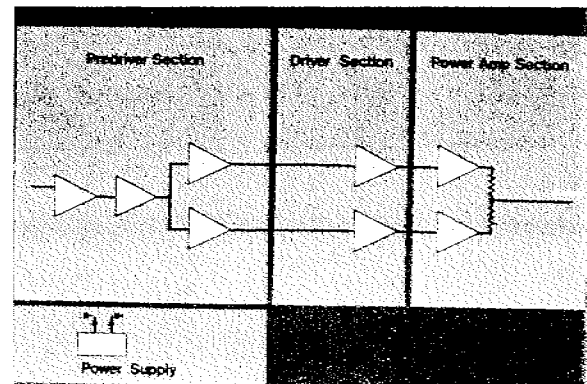 Predriver Section
Driver Section
Power Amp Section
Power Supply